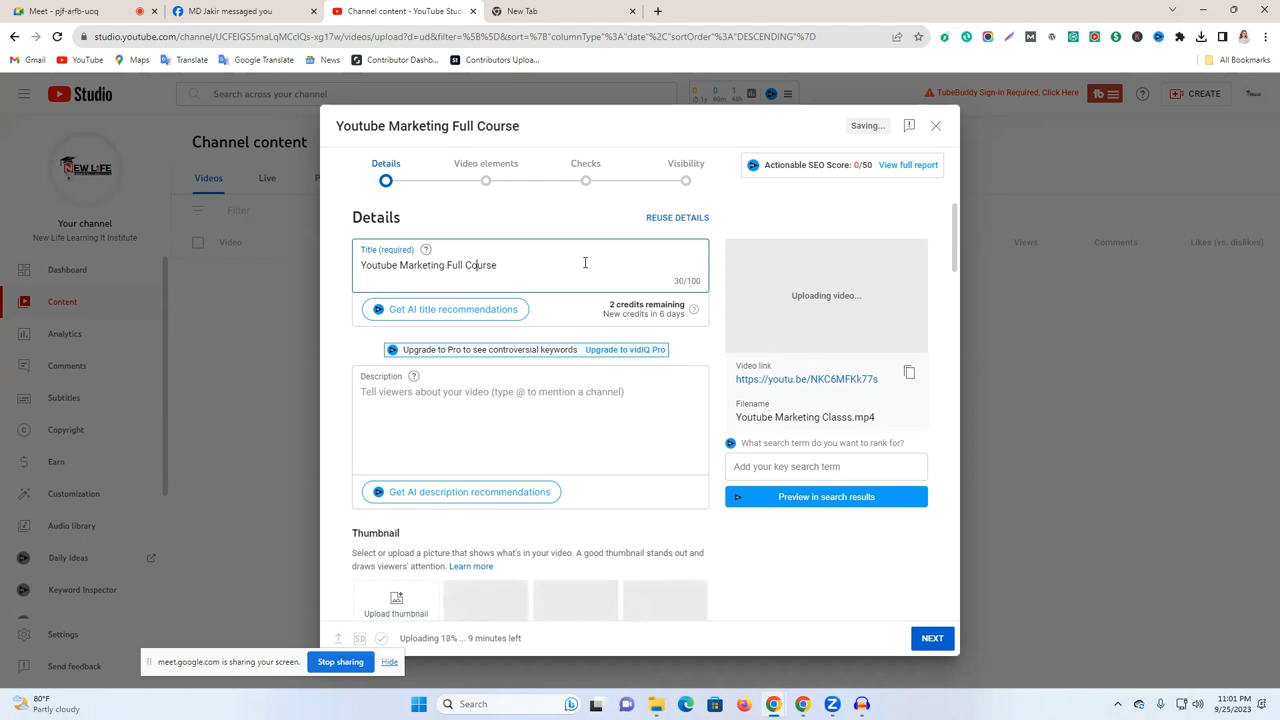 Meet - pjf-arfb-uoq
MD Jakir messaged you
Channel content - YouTube Studi
New Tab
studio.youtube.com/channel/UCFEIGS5maLqMCclQs-xg17w/videos/upload?d=ud&filter=%5B%5D&sort=%7B"columnType"%3A"date"%2C"sortOrder"%3A"DESCENDING"%7D
Gmail
YouTube
Maps
Google Translate
Google Translate
News
Contributor Dashb...
Contributors Uploa...
All Bookmarks
Studio
Search across your channel
TubeBuddy Sign-in Required, Click Here
CREATE
NEW LIFE
Your channel
New Life Learning It Institute
Dashboard
Content
Analytics
Comments
Subtitles
Copyright
Earn
Customization
Audio library
Daily Ideas
Keyword Inspector
Settings
Send feedback
Channel content
Videos
Live
Filter
Video
Views
Comments
Likes (vs. dislikes)
Youtube Marketing Full Course
Saving...
Details
Video elements
Checks
Visibility
Actionable SEO Score: 0/50
View full report
Details
REUSE DETAILS
Title (required)
Youtube Marketing Full Course
30/100
Get AI title recommendations
2 credits remaining
New credits in 6 days
Upgrade to Pro to see controversial keywords
Upgrade to vidIQ Pro
Description
Tell viewers about your video (type @ to mention a channel)
Get AI description recommendations
Thumbnail
Select or upload a picture that shows what's in your video. A good thumbnail stands out and
draws viewers' attention. Learn more
Upload thumbnail
Uploading video...
Video link
https://youtu.be/NKC6MFKk77s
Filename
Youtube Marketing Classs.mp4
What search term do you want to rank for?
Add your key search term
Preview in search results
Uploading 18% ... 9 minutes left
NEXT
meet.google.com is sharing your screen.
Stop sharing
Hide
80°F
Partly cloudy
Search
11:01 PM
9/25/2023